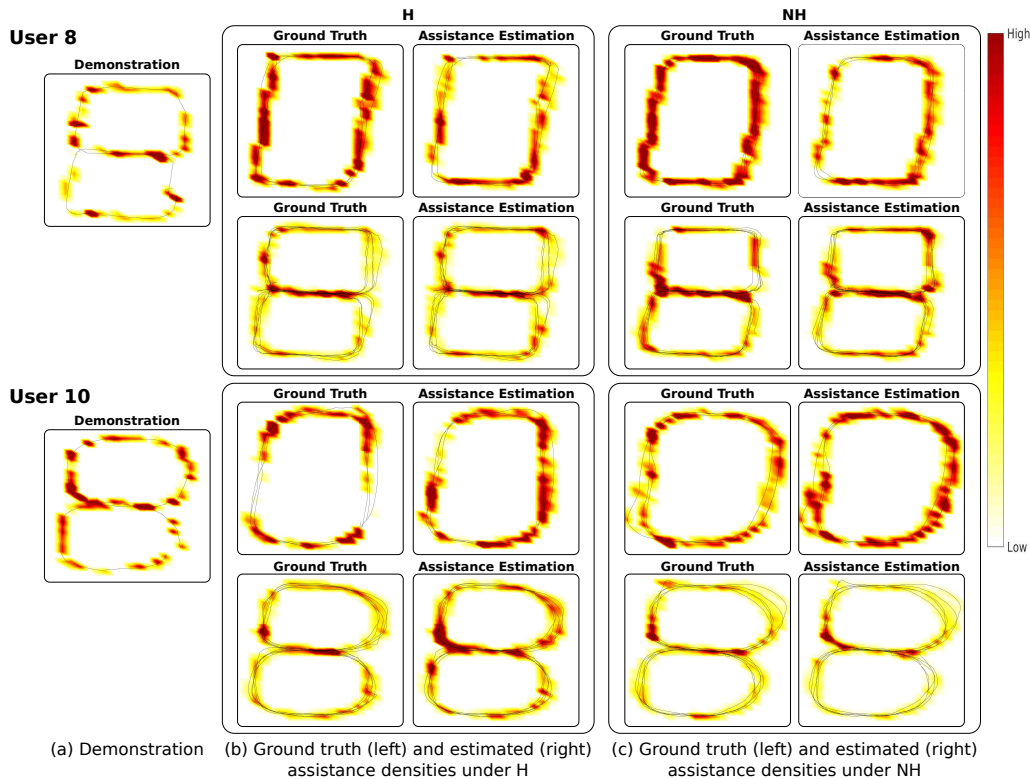 H
NH
User 8
Demonstration
Ground Truth
Assistance Estimation
Ground Truth
Assistance Estimation
High
Ground Truth
Assistance Estimation
Ground Truth
Assistance Estimation
User 10
Demonstration
Ground Truth
Assistance Estimation
Ground Truth
Assistance Estimation
Low
Ground Truth
Assistance Estimation
Ground Truth
Assistance Estimation
(a) Demonstration
(b) Ground truth (left) and estimated (right)
assistance densities under H
(c) Ground truth (left) and estimated (right)
assistance densities under NH